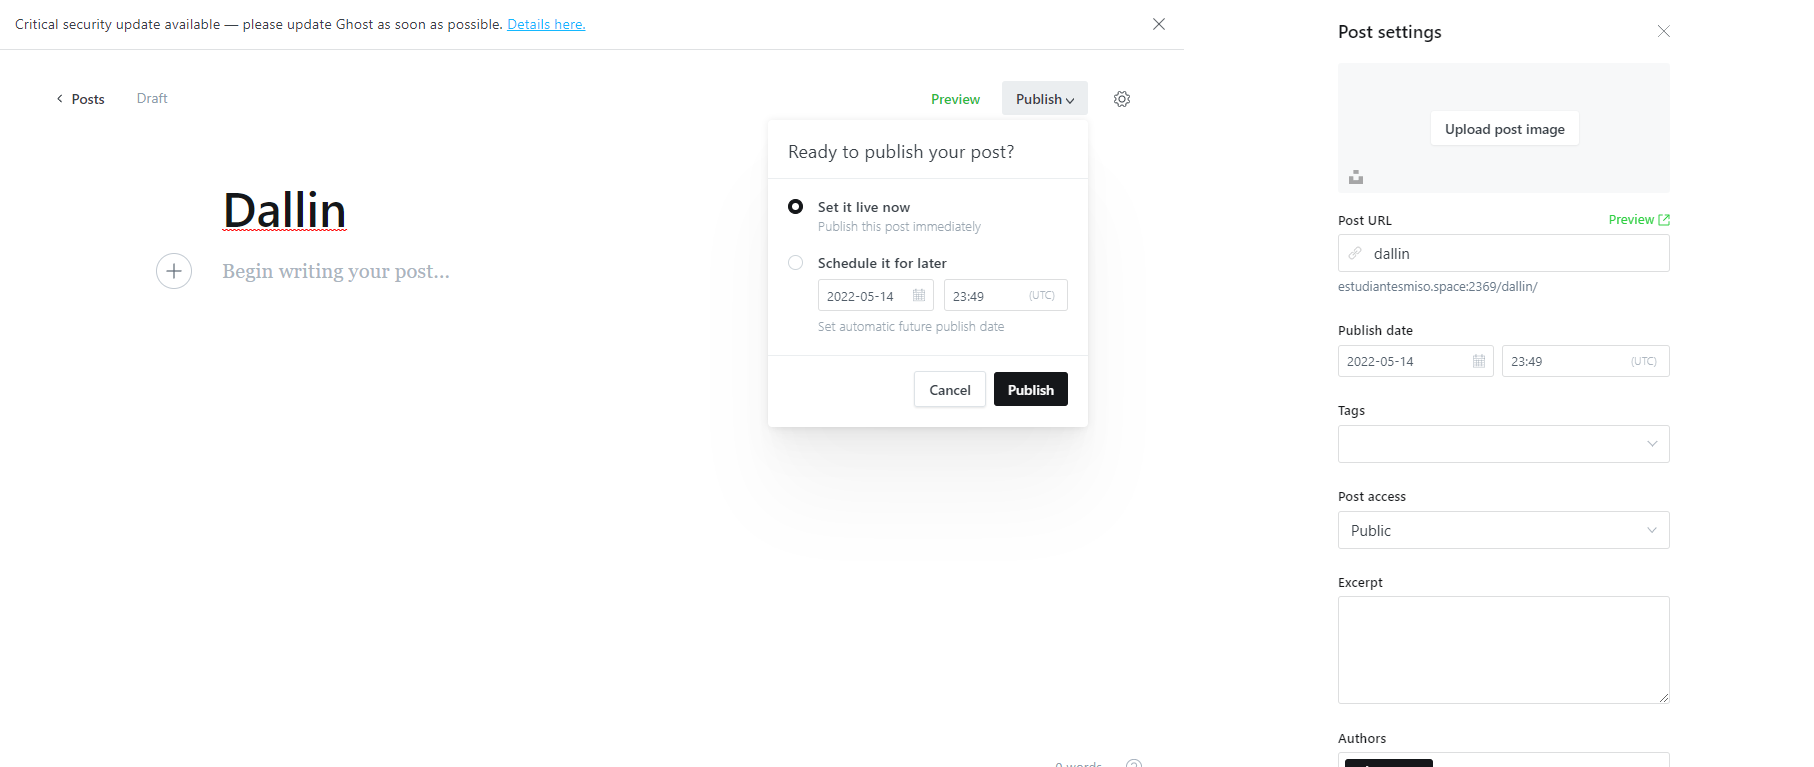 Critical security update available — please update Ghost as soon as possible. Details here.
Posts
Draft
Preview
Publish
Ready to publish your post?
Set it live now
Publish this post immediately
Schedule it for later
2022-05-14
23:49
(UTC)
Set automatic future publish date
Cancel
Publish
Dallin
Begin writing your post...
0 words
Post settings
Upload post image
Post URL
Preview
dallin
estudiantesmiso.space:2369/dallin/
Publish date
2022-05-14
23:49
(UTC)
Tags
Post access
Public
Excerpt
Authors